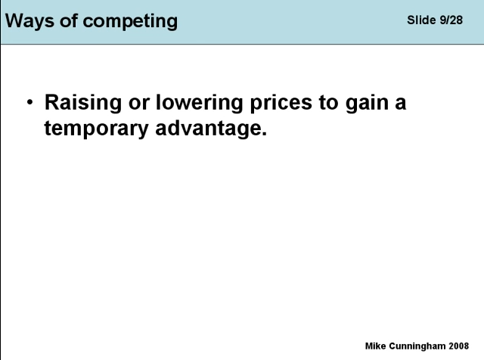 Ways of competing
Slide 9/28
• Raising or lowering prices to gain a
temporary advantage.
Mike Cunningham 2008